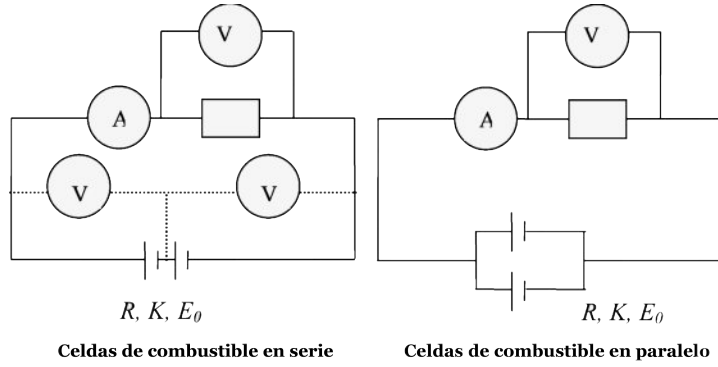 V
V
A
A
V
V
R, K, E₀
R, K, E₀
Celdas de combustible en serie
Celdas de combustible en paralelo